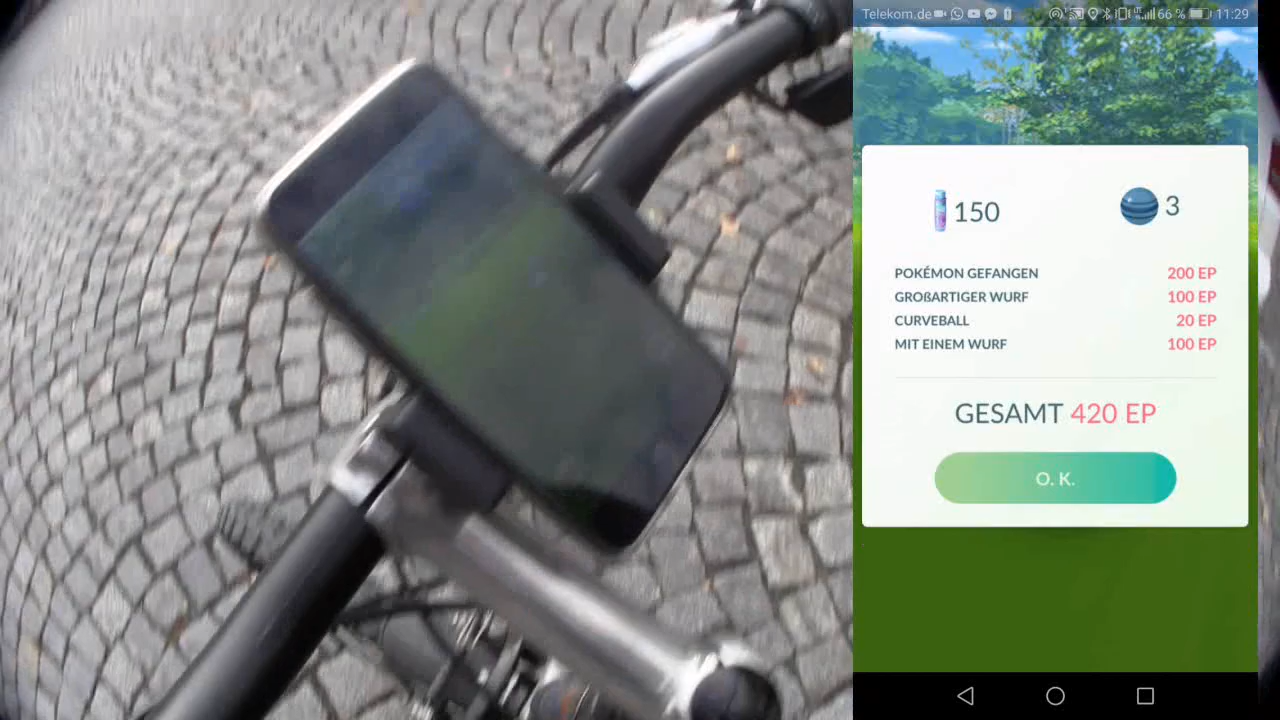 Telekom.de 66 % 11:29
150 3
POKÉMON GEFANGEN 200 EP
GROßARTIGER WURF 100 EP
CURVEBALL 20 EP
MIT EINEM WURF 100 EP
GESAMT 420 EP
O. K.